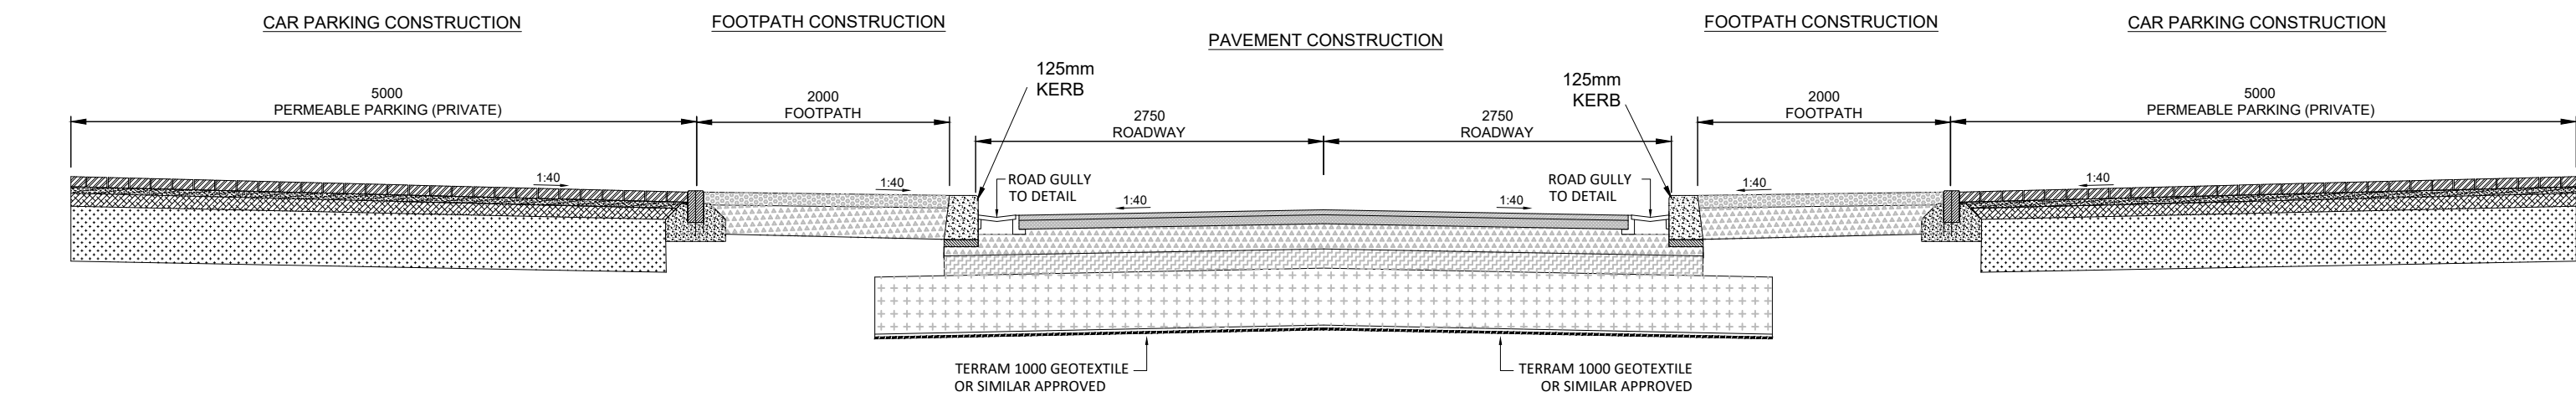 CAR PARKING CONSTRUCTION
FOOTPATH CONSTRUCTION
PAVEMENT CONSTRUCTION
FOOTPATH CONSTRUCTION
CAR PARKING CONSTRUCTION
5000
PERMEABLE PARKING (PRIVATE)
2000
FOOTPATH
125mm
KERB
2750
ROADWAY
2750
ROADWAY
125mm
KERB
2000
FOOTPATH
5000
PERMEABLE PARKING (PRIVATE)
1:40
1:40
ROAD GULLY
TO DETAIL
1:40
1:40
ROAD GULLY
TO DETAIL
1:40
1:40
TERRAM 1000 GEOTEXTILE
OR SIMILAR APPROVED
TERRAM 1000 GEOTEXTILE
OR SIMILAR APPROVED